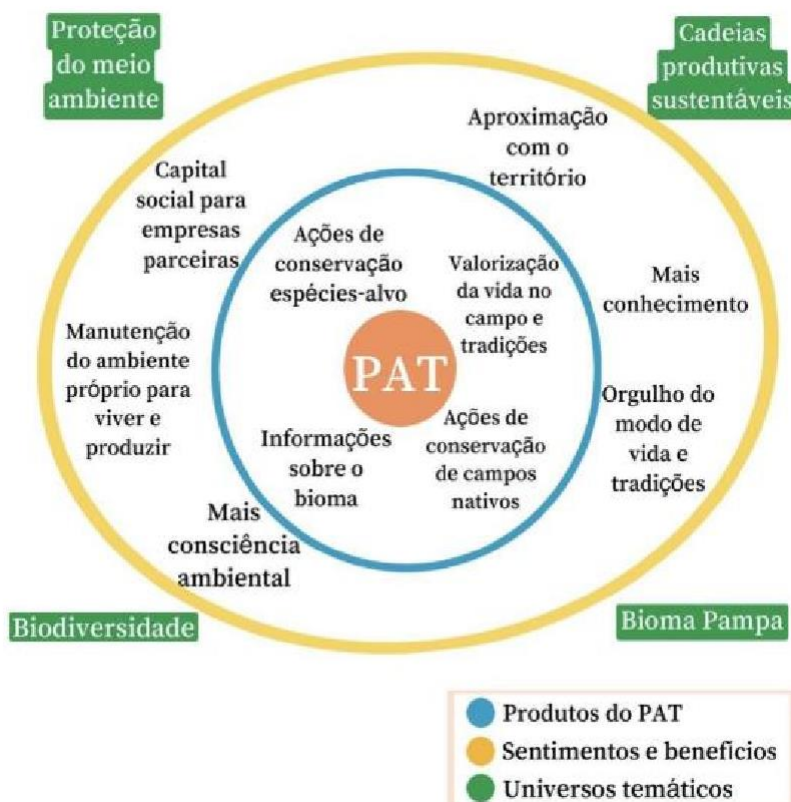 Proteção
do meio
ambiente
Cadeias
produtivas
sustentáveis
Aproximação
com o
território
Capital
social para
empresas
parceiras
Ações de
conservação
espécies-alvo
Valorização
da vida no
campo e
tradições
Mais
conhecimento
Manutenção
do ambiente
próprio para
viver e
produzir
PAT
Orgulho do
modo de
vida e
tradições
Informações
sobre o
bioma
Ações de
conservação
de campos
nativos
Mais
consciência
ambiental
Biodiversidade
Bioma Pampa
Produtos do PAT
Sentimentos e benefícios
Universos temáticos